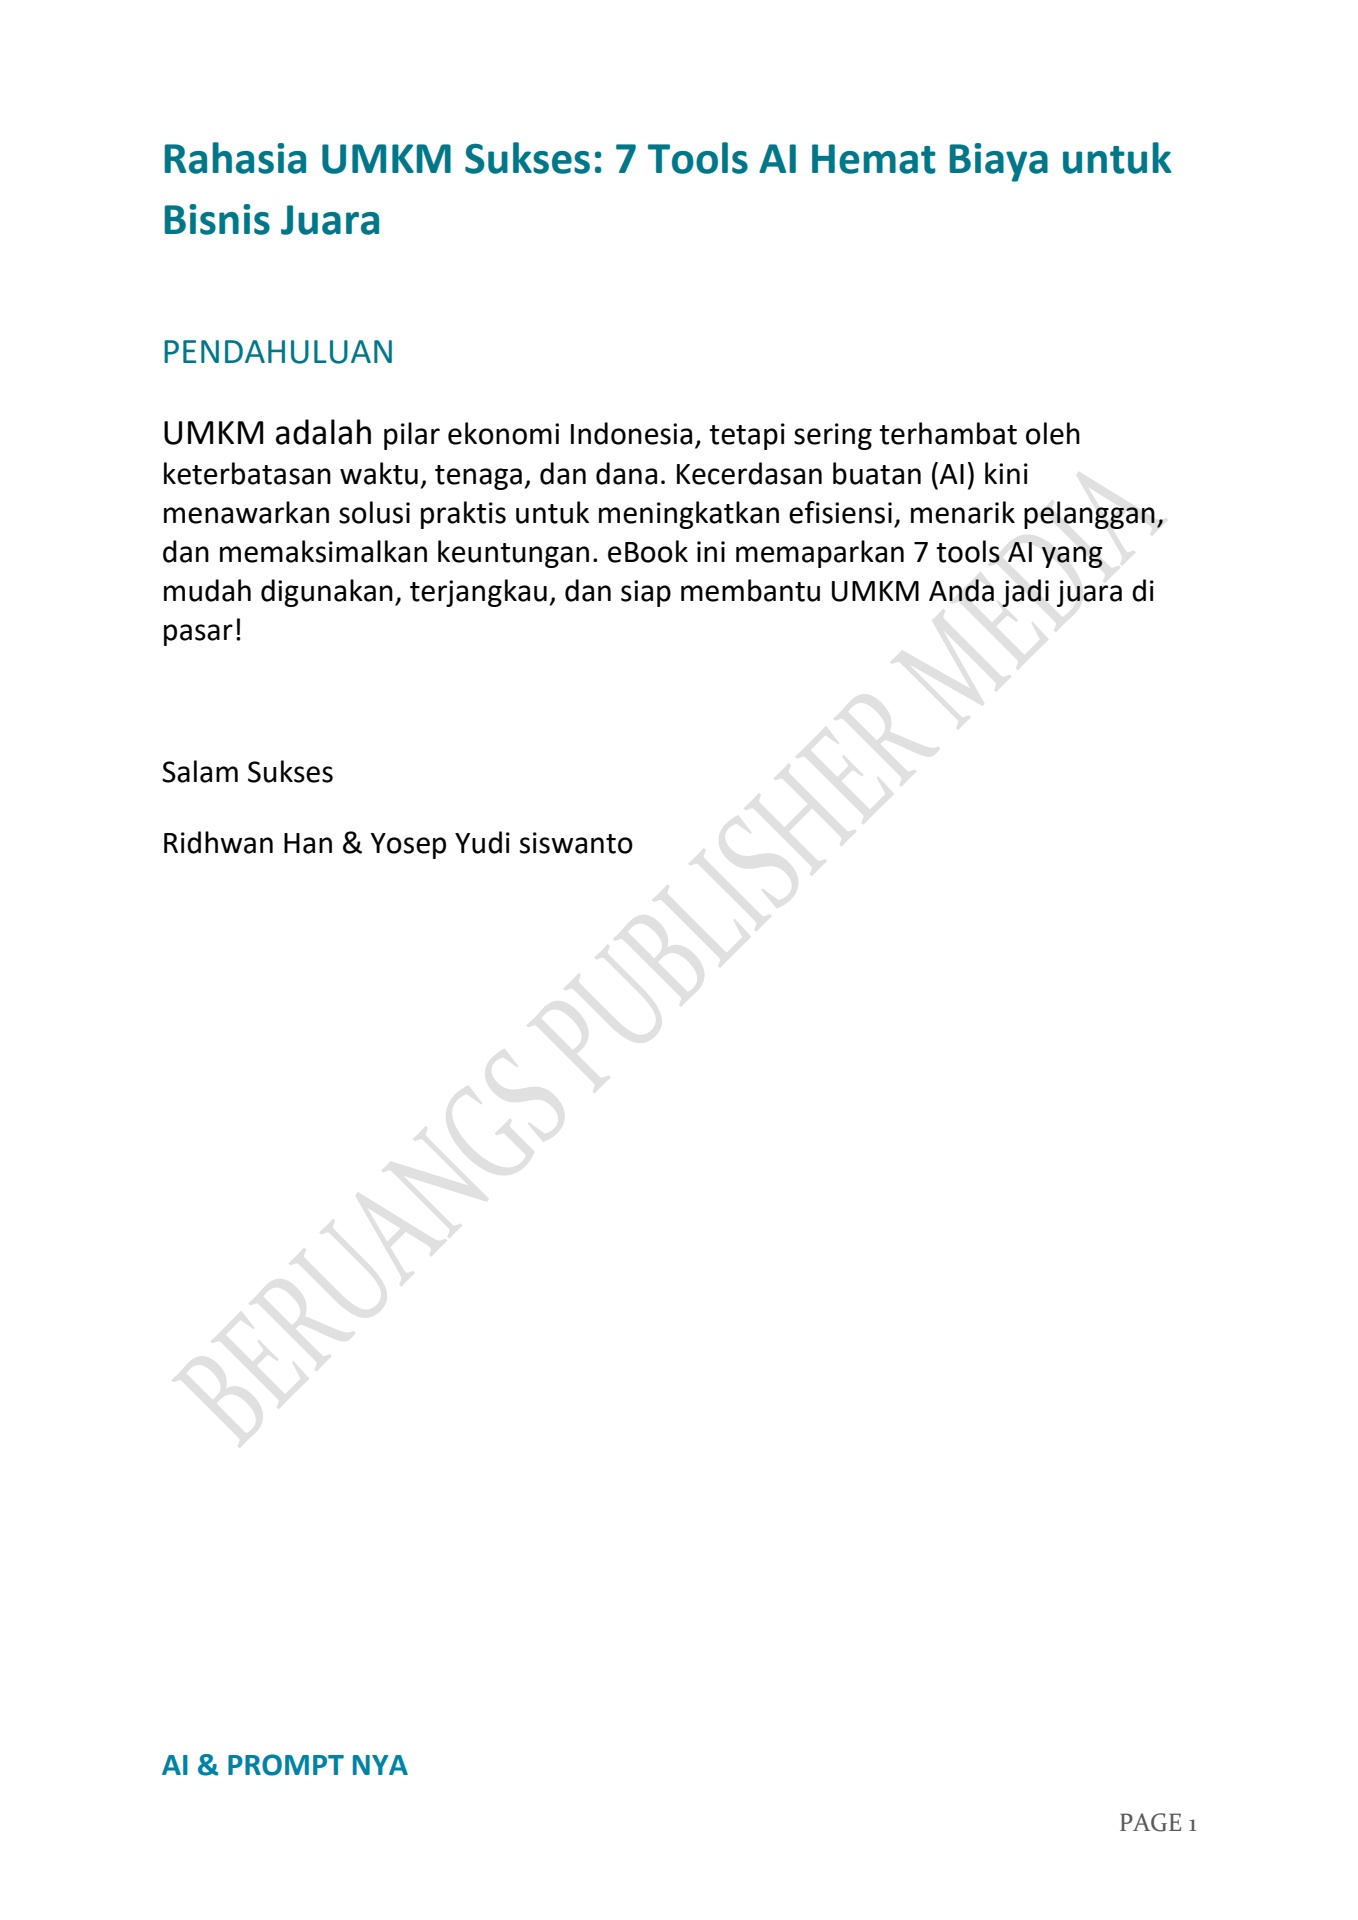 Rahasia UMKM Sukses: 7 Tools AI Hemat Biaya untuk
Bisnis Juara
PENDAHULUAN
UMKM adalah pilar ekonomi Indonesia, tetapi sering terhambat oleh
keterbatasan waktu, tenaga, dan dana. Kecerdasan buatan (AI) kini
menawarkan solusi praktis untuk meningkatkan efisiensi, menarik pelanggan,
dan memaksimalkan keuntungan. eBook ini memaparkan 7 tools AI yang
mudah digunakan, terjangkau, dan siap membantu UMKM Anda jadi juara di
pasar!
Salam Sukses
Ridhwan Han & Yosep Yudi siswanto
BERUANGS PUBLISHER MEDIA
AI & PROMPT NYA
PAGE 1